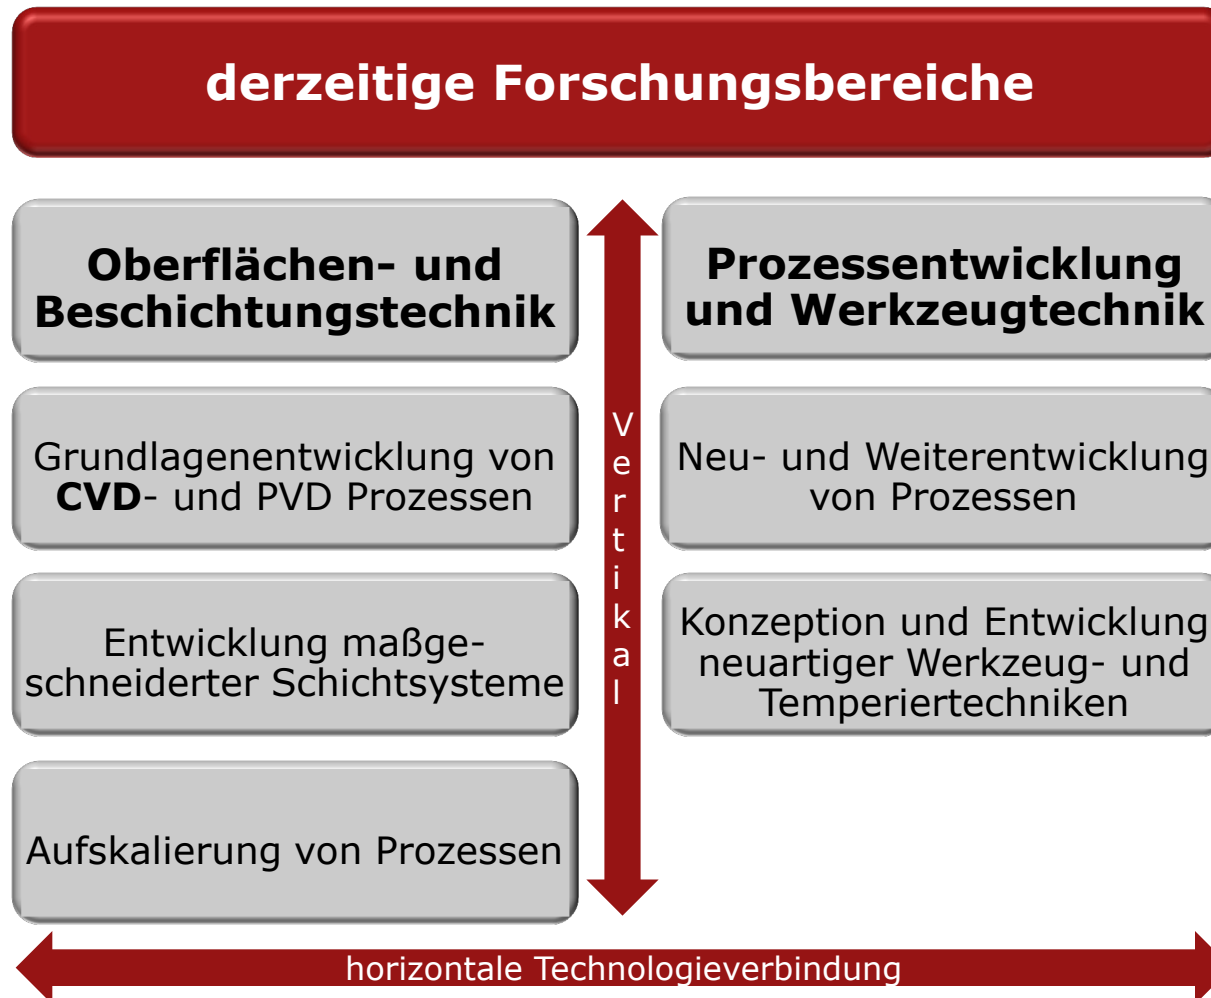 derzeitige Forschungsbereiche
Oberflächen- und
Beschichtungstechnik
Grundlagenentwicklung von
CVD- und PVD Prozessen
Entwicklung maßge-
schneiderter Schichtsysteme
Aufskalierung von Prozessen
Vertikal
Prozessentwicklung
und Werkzeugtechnik
Neu- und Weiterentwicklung
von Prozessen
Konzeption und Entwicklung
neuartiger Werkzeug- und
Temperiertechniken
horizontale Technologieverbindung